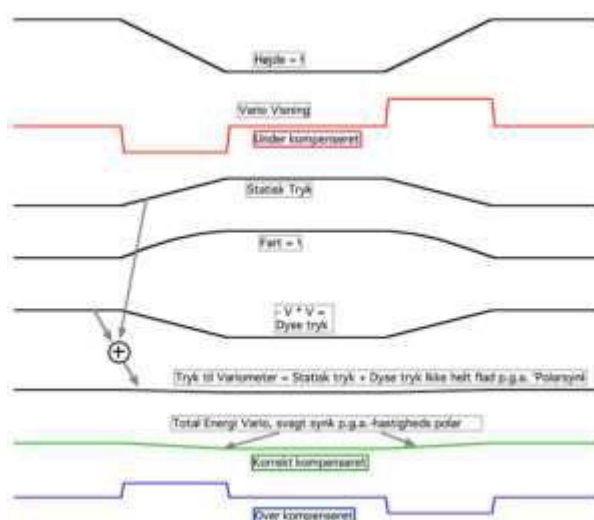 Højde = f
Vario Visning
Under kompenseret
Statisk Tryk
Fart = f
- V * V =
Dyse tryk
+
Tryk til Variometer = Statisk tryk + Dyse tryk Ikke helt flad p.g.a. 'Polarsynk
Total Energi Vario, svagt synk p.g.a.-hastigheds polar
Korrekt kompenseret
Over kompenseret